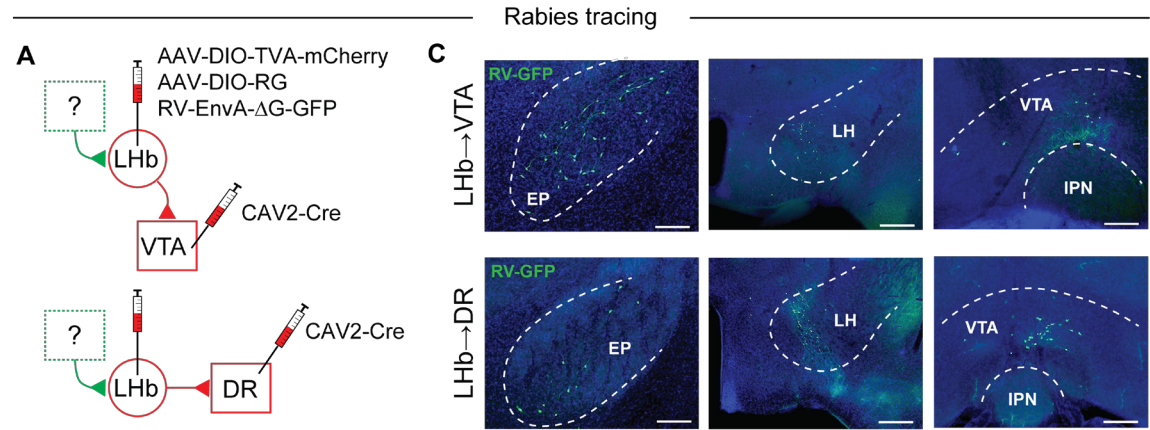 Rabies tracing
A
AAV-DIO-TVA-mCherry
AAV-DIO-RG
RV-EnvA-ΔG-GFP
?
LHb
CAV2-Cre
VTA
?
CAV2-Cre
LHb
DR
C
LHb→VTA
RV-GFP
EP
LH
VTA
IPN
LHb→DR
RV-GFP
EP
LH
VTA
IPN